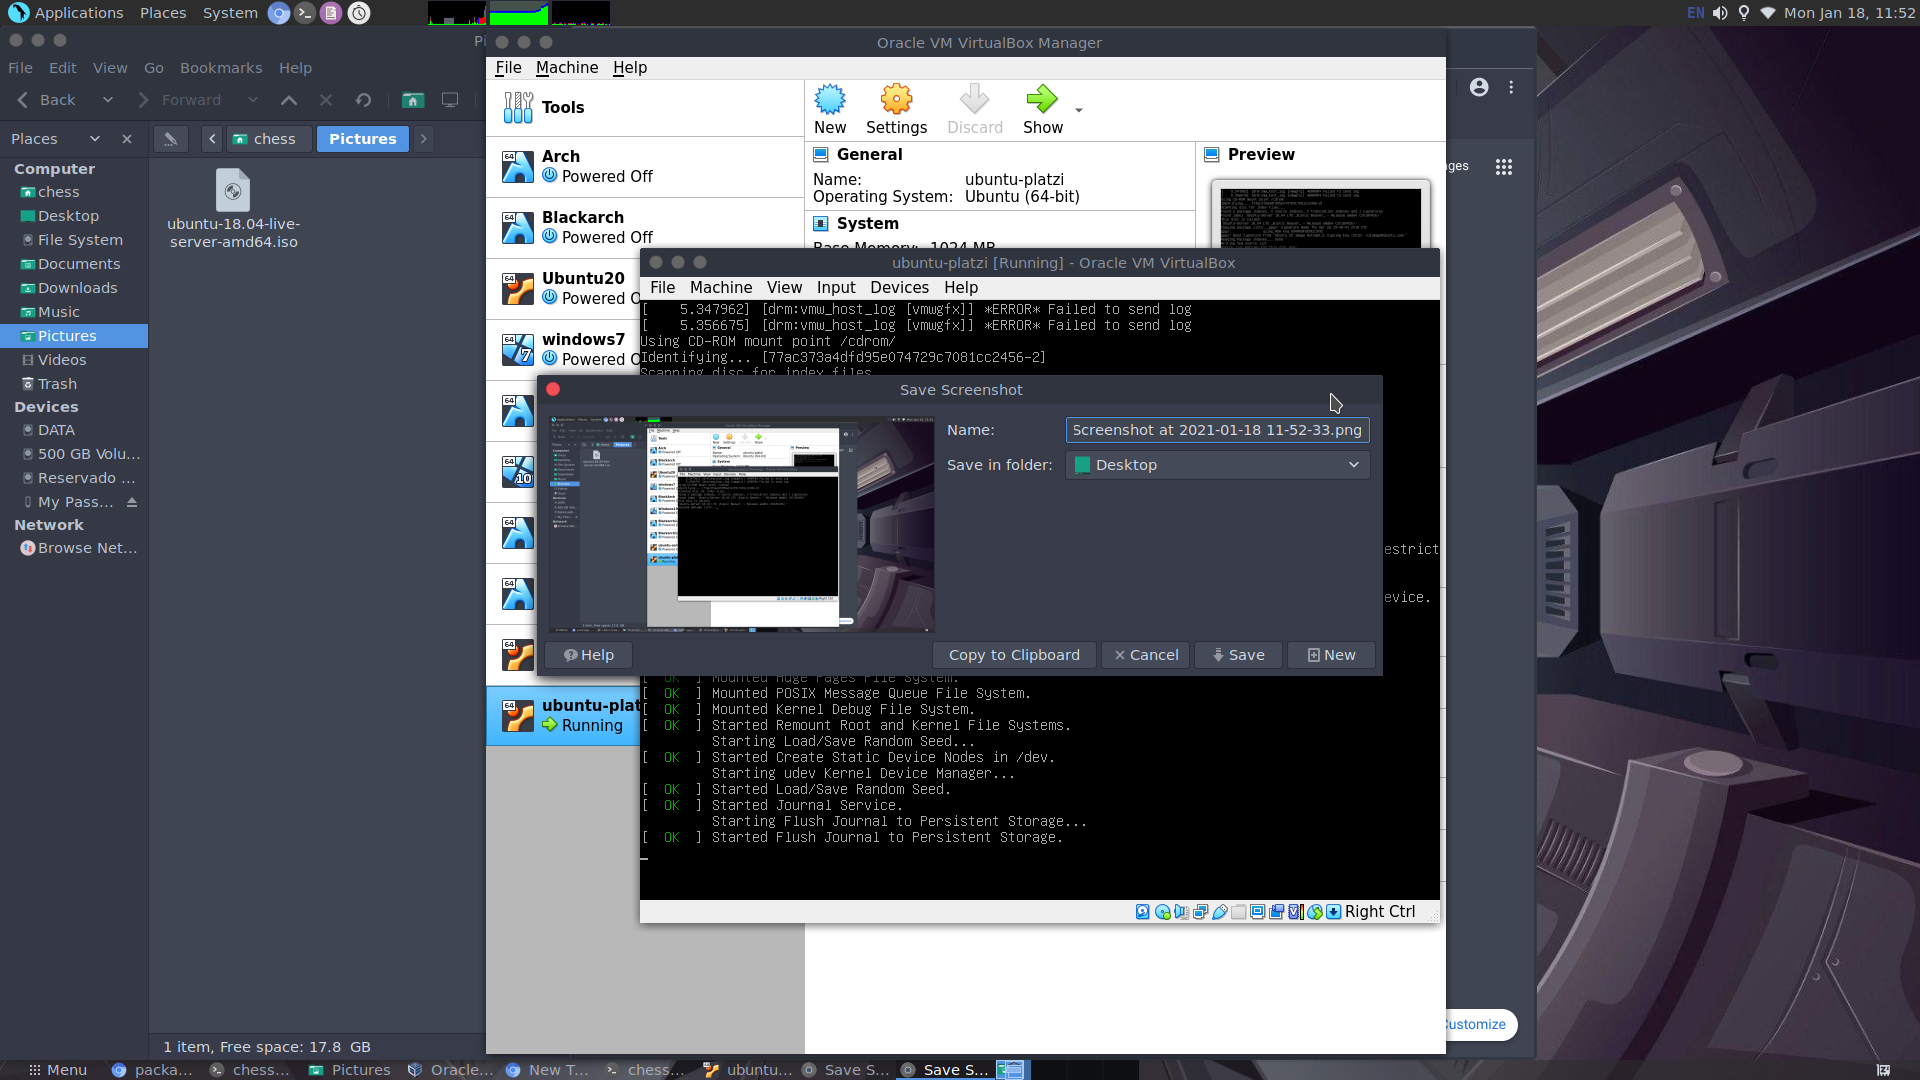 Applications Places System
EN Mon Jan 18, 11:52
File Edit View Go Bookmarks Help
Back Forward
Places
chess Pictures
Computer
chess
Desktop
File System
Documents
Downloads
Music
Pictures
Videos
Trash
Devices
DATA
500 GB Volu...
Reservado ...
My Pass...
Network
Browse Net...
ubuntu-18.04-live-
server-amd64.iso
1 item, Free space: 17.8 GB
Oracle VM VirtualBox Manager
File Machine Help
Tools
New Settings Discard Show
Arch
Powered Off
Blackarch
Powered Off
Ubuntu20
Powered O
windows7
Powered O
ubuntu-plat
Running
General
Name: ubuntu-platzi
Operating System: Ubuntu (64-bit)
System
Base Memory: 1024 MB
Preview
ges
ubuntu-platzi [Running] - Oracle VM VirtualBox
File Machine View Input Devices Help
[ 5.347962] [drm:vmw_host_log [vmwgfx]] *ERROR* Failed to send log
[ 5.356675] [drm:vmw_host_log [vmwgfx]] *ERROR* Failed to send log
Using CD-ROM mount point /cdrom/
Identifying... [77ac373a4dfd95e074729c7081cc2456-2]
Scanning disc for index files
estrict
evice.
Save Screenshot
Name: Screenshot at 2021-01-18 11-52-33.png
Save in folder: Desktop
Help Copy to Clipboard Cancel Save New
[ OK ] Mounted Huge Pages File System.
[ OK ] Mounted POSIX Message Queue File System.
[ OK ] Mounted Kernel Debug File System.
[ OK ] Started Remount Root and Kernel File Systems.
Starting Load/Save Random Seed...
[ OK ] Started Create Static Device Nodes in /dev.
Starting udev Kernel Device Manager...
[ OK ] Started Load/Save Random Seed.
[ OK ] Started Journal Service.
Starting Flush Journal to Persistent Storage...
[ OK ] Started Flush Journal to Persistent Storage.
Right Ctrl
Customize
Menu packa... chess... Pictures Oracle... New T... chess... ubuntu... Save S... Save S...